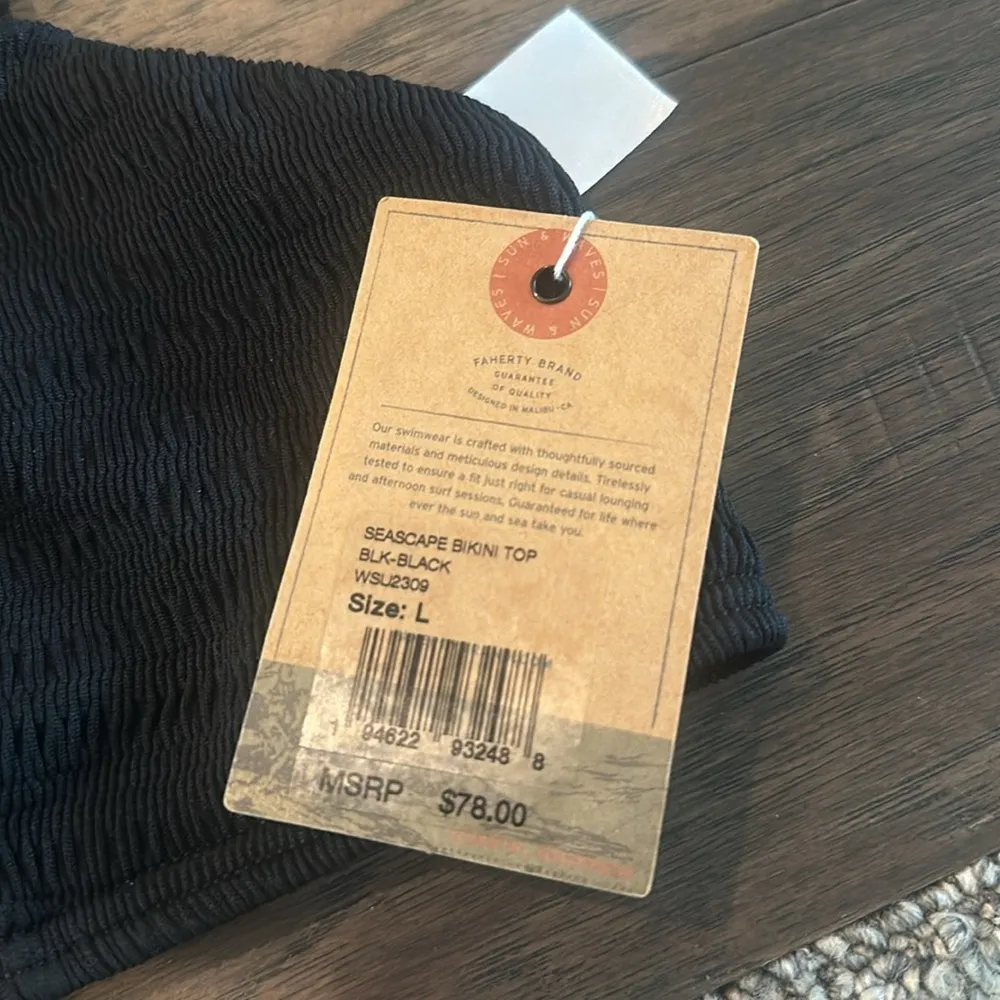 SUN & WAVES | SUN & WAVES |
FAHERTY BRAND
GUARANTEE
OF QUALITY
DESIGNED IN MALIBU - CA
Our swimwear is crafted with thoughtfully sourced
materials and meticulous design details. Tirelessly
tested to ensure a fit just right for casual lounging
and afternoon surf sessions. Guaranteed for life where
ever the sun and sea take you.
SEASCAPE BIKINI TOP
BLK-BLACK
WSU2309
Size: L
1 94622 93248 8
MSRP $78.00